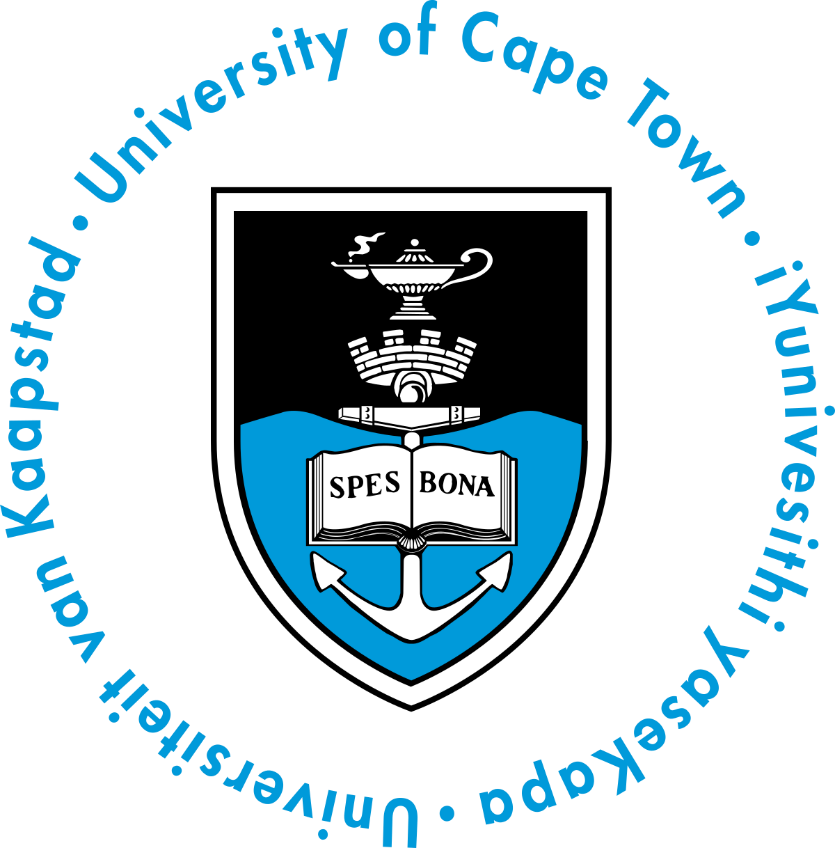 University of Cape Town • iYunivesithi yaseKapa • Universiteit van Kaapstad •
SPES BONA